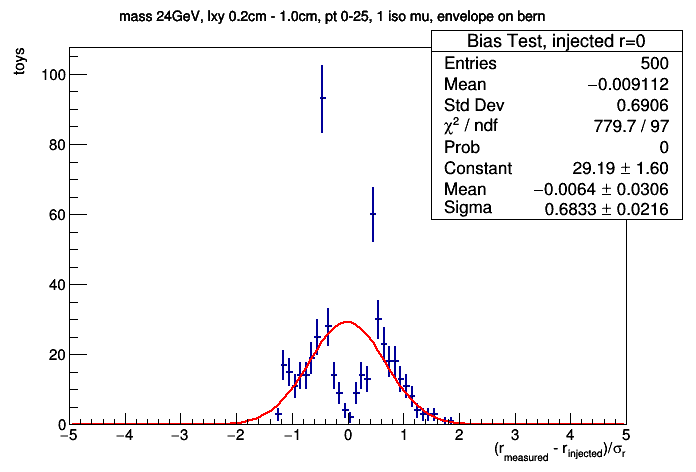 mass 24GeV, lxy 0.2cm - 1.0cm, pt 0-25, 1 iso mu, envelope on bern
toys
Bias Test, injected r=0
Entries 500
Mean −0.009112
Std Dev 0.6906
χ² / ndf 779.7 / 97
Prob 0
Constant 29.19 ± 1.60
Mean −0.0064 ± 0.0306
Sigma 0.6833 ± 0.0216
100
80
60
40
20
0
−5 −4 −3 −2 −1 0 1 2 3 4 5
(r_measured - r_injected)/σ_r